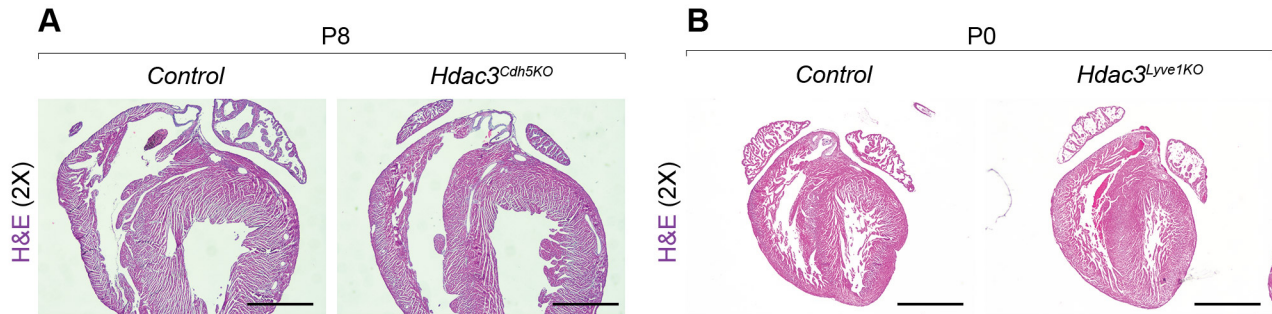 A
P8
Control
Hdac3Cdh5KO
H&E (2X)
B
P0
Control
Hdac3Lyve1KO
H&E (2X)